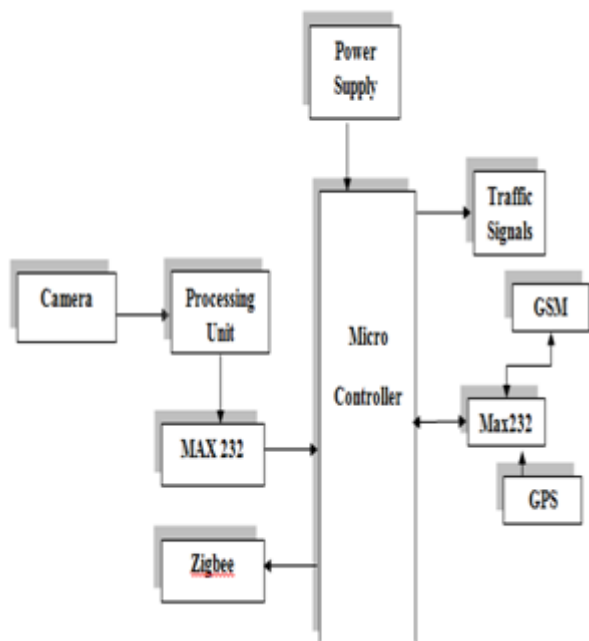 Power
Supply
Traffic
Signals
Camera
Processing
Unit
GSM
Micro
Controller
MAX 232
Max232
GPS
Zigbee